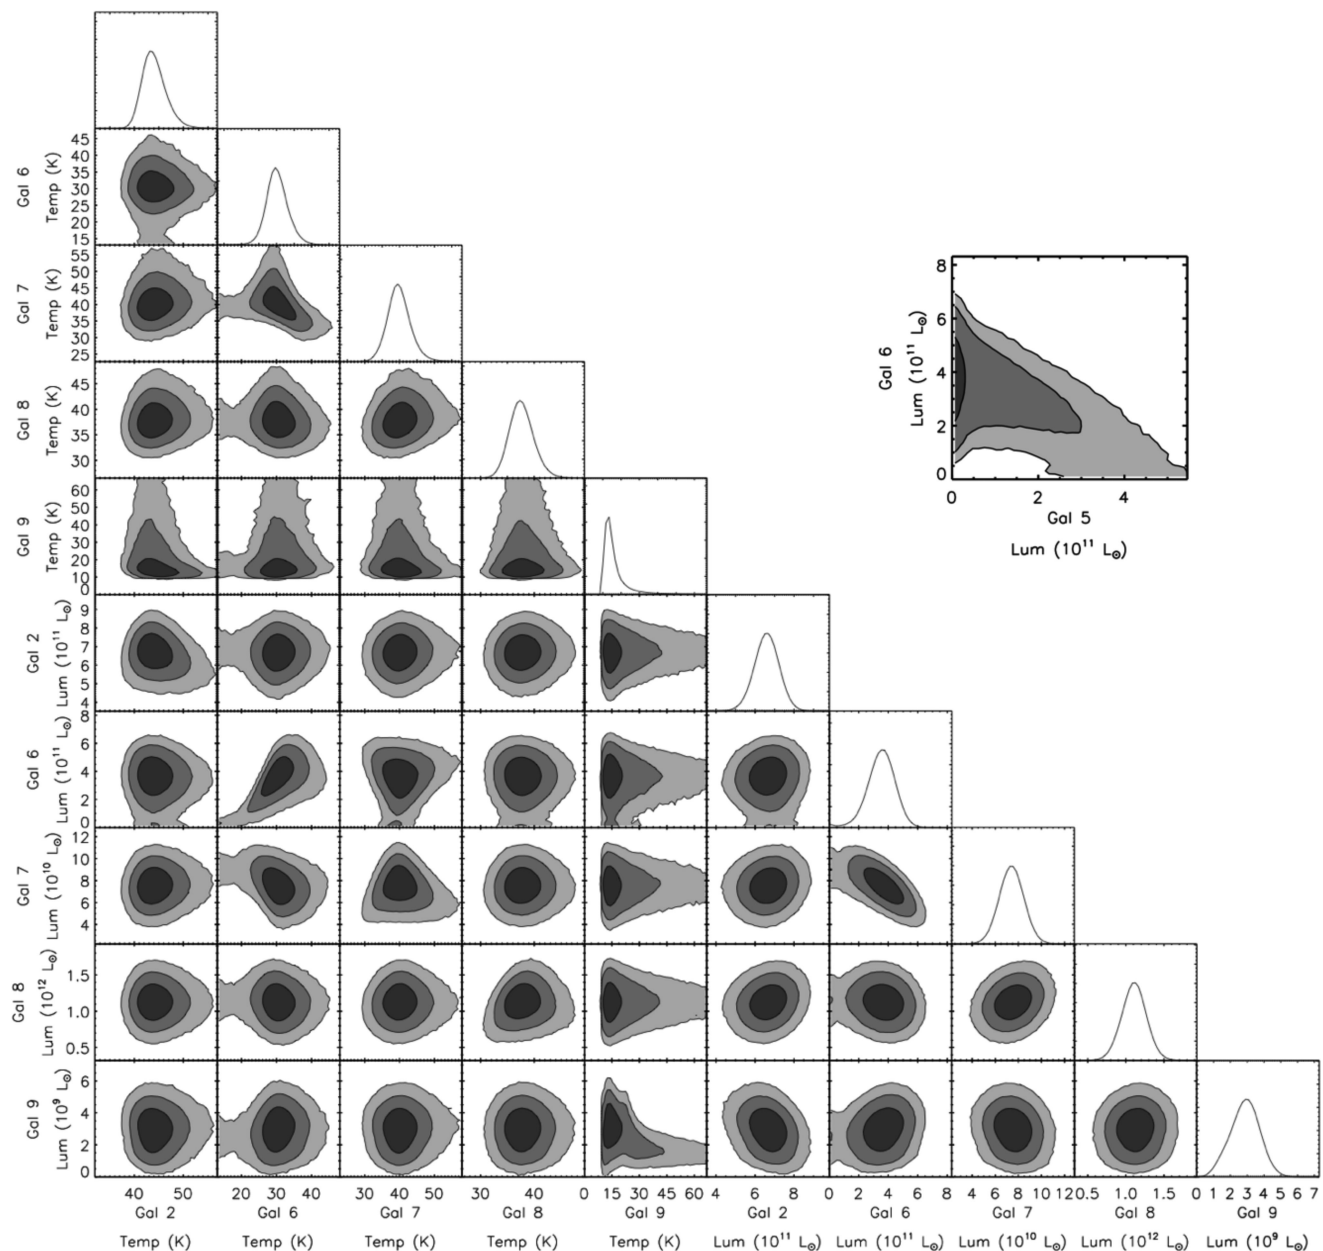 Gal 6
Temp (K)
45
40
35
30
25
20
15
Gal 7
Temp (K)
55
50
45
40
35
30
25
Gal 8
Temp (K)
45
40
35
30
Gal 9
Temp (K)
60
50
40
30
20
10
0
Gal 2
Lum (10¹¹ L☉)
9
8
7
6
5
4
Gal 6
Lum (10¹¹ L☉)
8
6
4
2
0
Gal 7
Lum (10¹⁰ L☉)
12
10
8
6
4
Gal 8
Lum (10¹² L☉)
1.5
1.0
0.5
Gal 9
Lum (10⁹ L☉)
6
4
2
0
40 50 20 30 40 30 40 50 30 40 0 15 30 45 60 4 6 8 0 2 4 6 8 4 6 8 10 12 0.5 1.0 1.5 0 1 2 3 4 5 6 7
Gal 2 Gal 6 Gal 7 Gal 8 Gal 9 Gal 2 Gal 6 Gal 7 Gal 8 Gal 9
Temp (K) Temp (K) Temp (K) Temp (K) Temp (K) Lum (10¹¹ L☉) Lum (10¹¹ L☉) Lum (10¹⁰ L☉) Lum (10¹² L☉) Lum (10⁹ L☉)
Gal 6
Lum (10¹¹ L☉)
8
6
4
2
0
0 2 4
Gal 5
Lum (10¹¹ L☉)